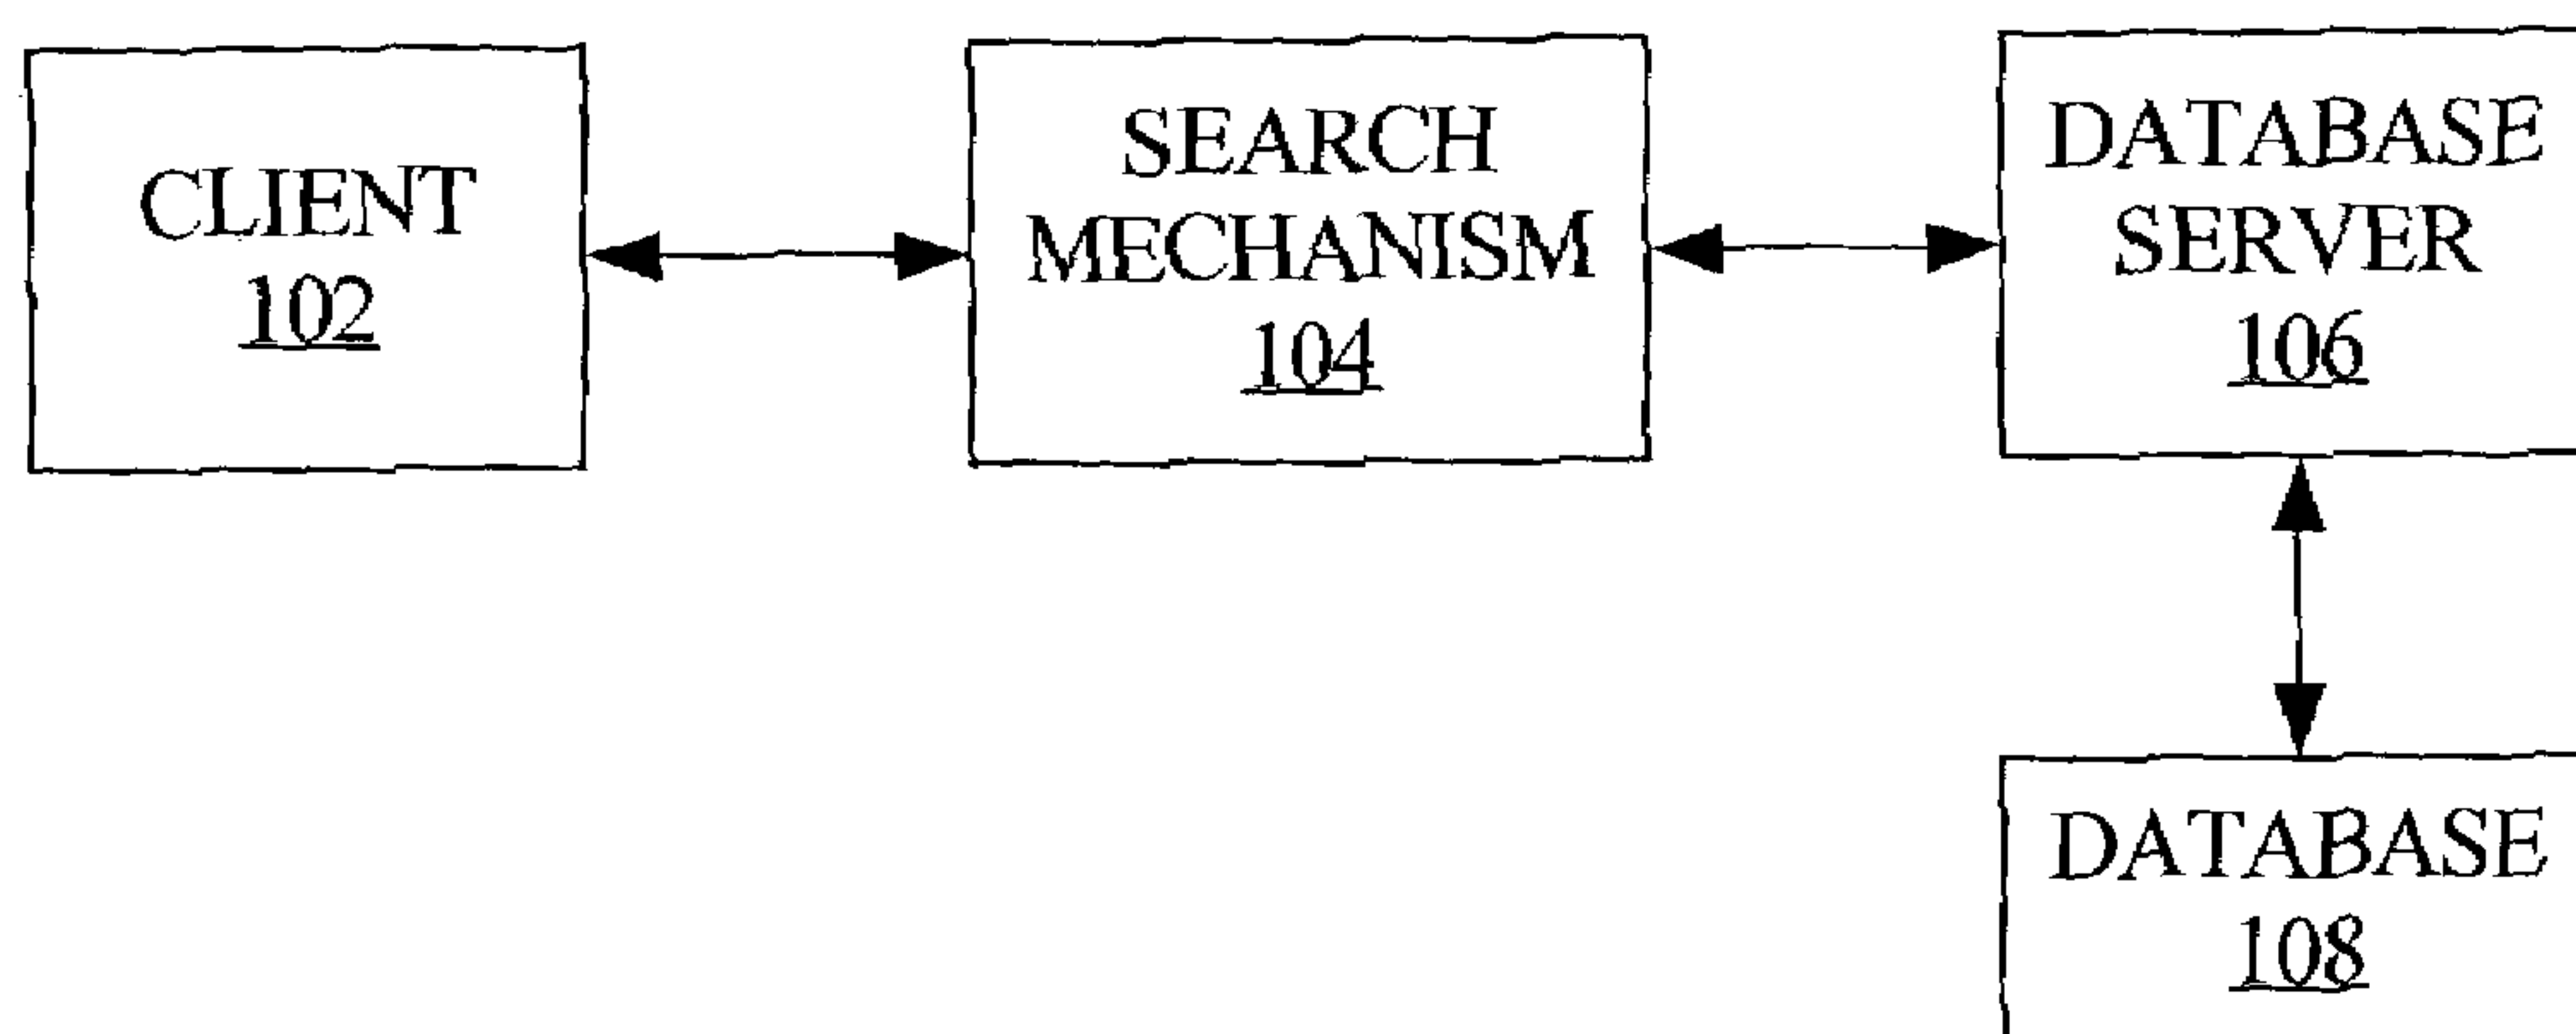 CLIENT
102
SEARCH
MECHANISM
104
DATABASE
SERVER
106
DATABASE
108